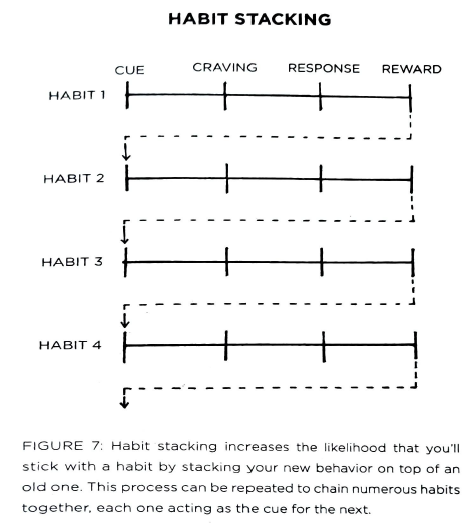 HABIT STACKING
CUE CRAVING RESPONSE REWARD
HABIT 1
HABIT 2
HABIT 3
HABIT 4
FIGURE 7: Habit stacking increases the likelihood that you'll
stick with a habit by stacking your new behavior on top of an
old one. This process can be repeated to chain numerous habits
together, each one acting as the cue for the next.